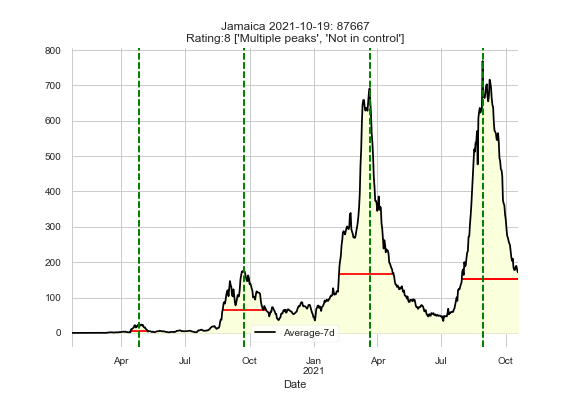 Jamaica 2021-10-19: 87667
Rating:8 ['Multiple peaks', 'Not in control']
800
700
600
500
400
300
200
100
0
Average-7d
Apr Jul Oct Jan Apr Jul Oct
2021
Date